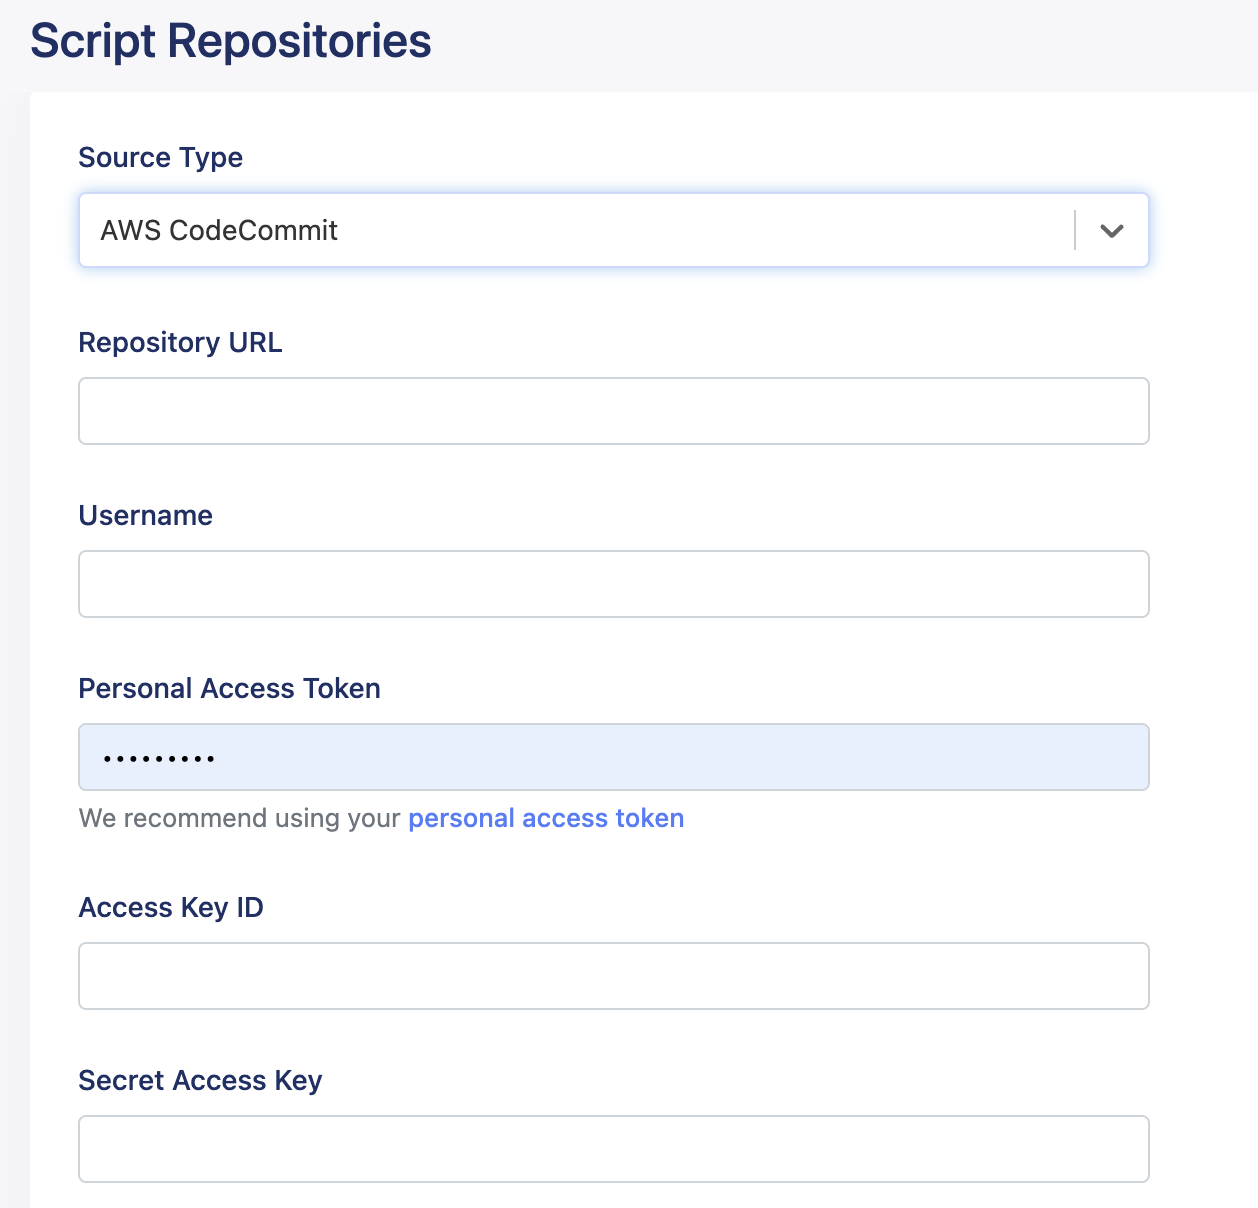 Script Repositories
Source Type
AWS CodeCommit
Repository URL
Username
Personal Access Token
•••••••••
We recommend using your personal access token
Access Key ID
Secret Access Key